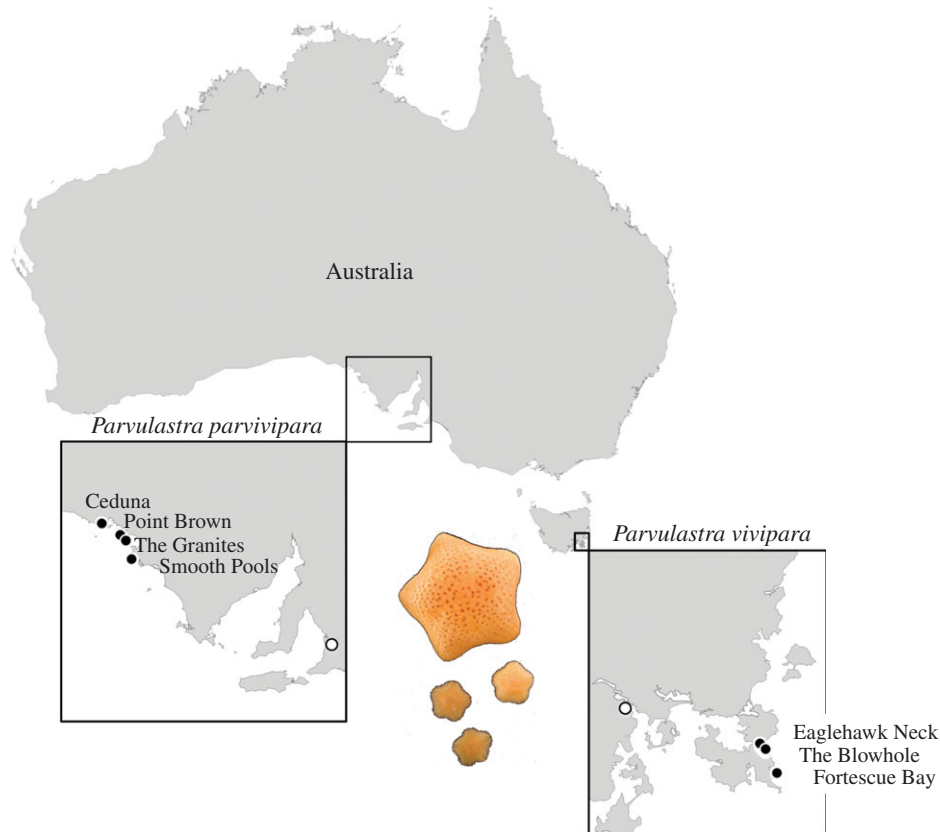 Australia
Parvulastra parvivipara
Ceduna
Point Brown
The Granites
Smooth Pools
Parvulastra vivipara
Eaglehawk Neck
The Blowhole
Fortescue Bay